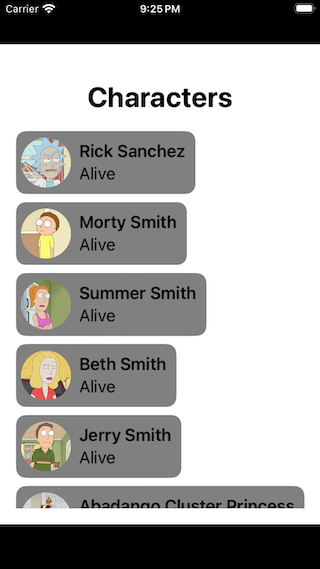 Carrier 9:25 PM
Characters
Rick Sanchez
Alive
Morty Smith
Alive
Summer Smith
Alive
Beth Smith
Alive
Jerry Smith
Alive
Abadango Cluster Princess